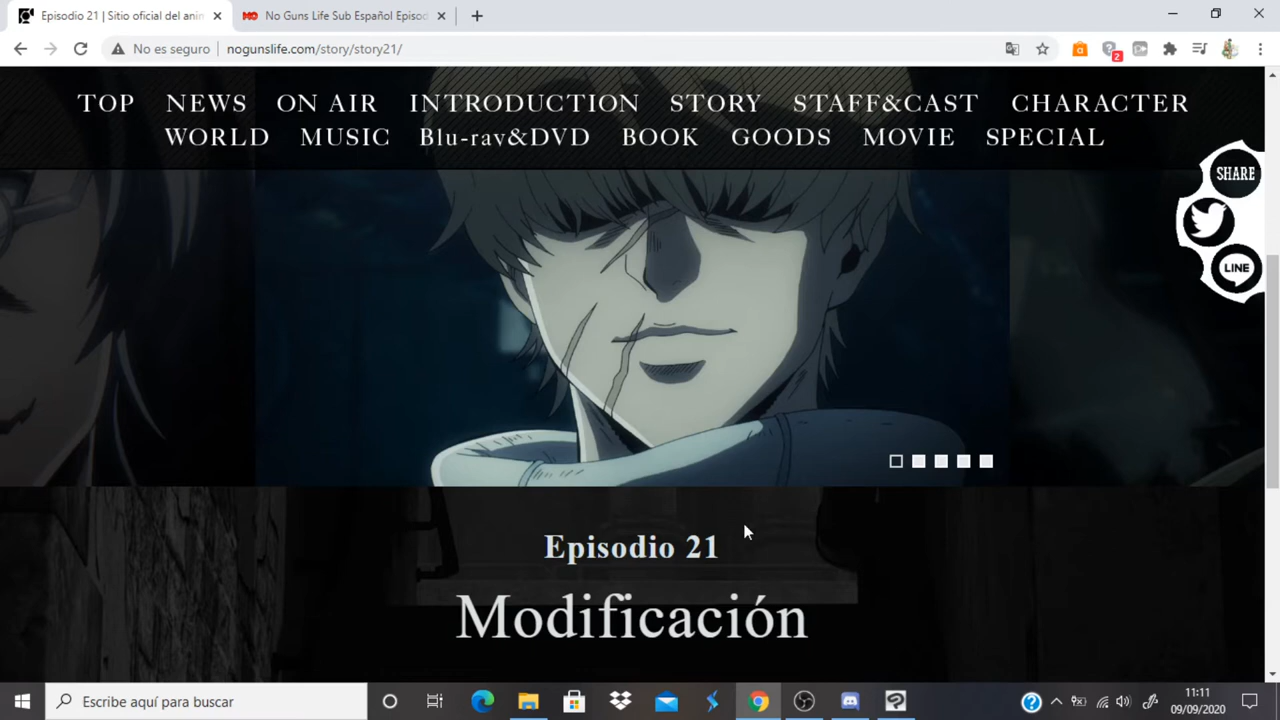 Episodio 21 | Sitio oficial del anin
No Guns Life Sub Español Episod
No es seguro
nogunslife.com/story/story21/
2
TOP NEWS ON AIR INTRODUCTION STORY STAFF&CAST CHARACTER
WORLD MUSIC Blu-ray&DVD BOOK GOODS MOVIE SPECIAL
SHARE
LINE
Episodio 21
Modificación
Escribe aquí para buscar
11:11
09/09/2020